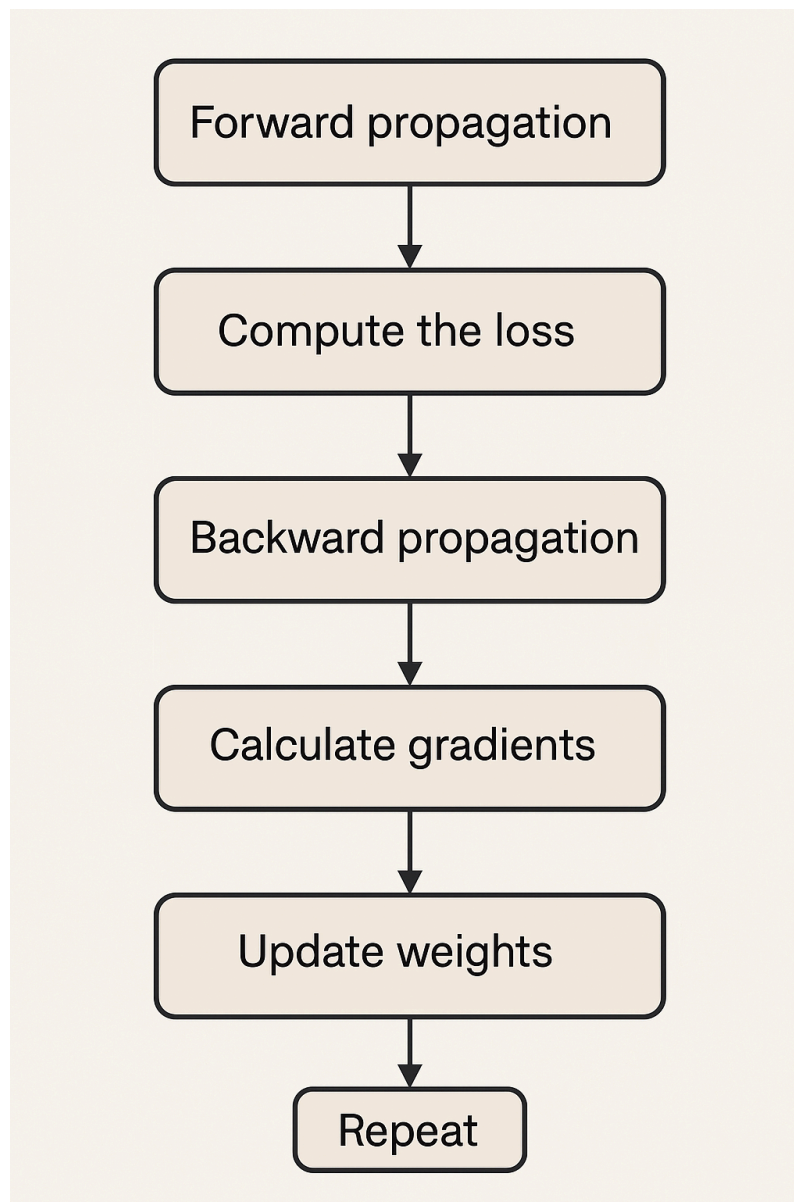 Forward propagation
Compute the loss
Backward propagation
Calculate gradients
Update weights
Repeat